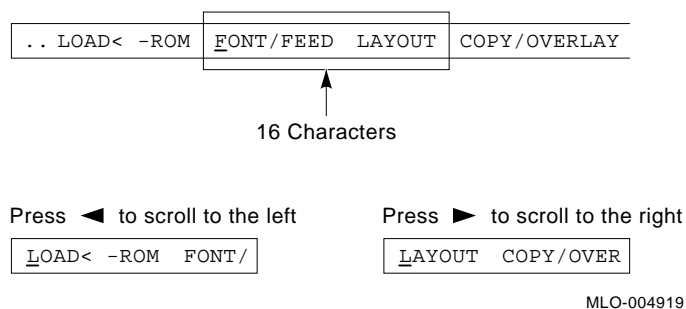 .. LOAD< -ROM FONT/FEED LAYOUT COPY/OVERLAY
16 Characters
Press ◄ to scroll to the left
Press ► to scroll to the right
LOAD< -ROM FONT/
LAYOUT COPY/OVER
MLO-004919